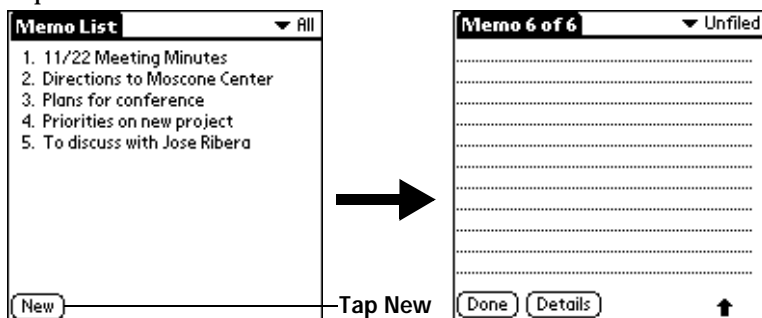 Memo List All
1. 11/22 Meeting Minutes
2. Directions to Moscone Center
3. Plans for conference
4. Priorities on new project
5. To discuss with Jose Ribera
New
Tap New
Memo 6 of 6 Unfiled
Done Details